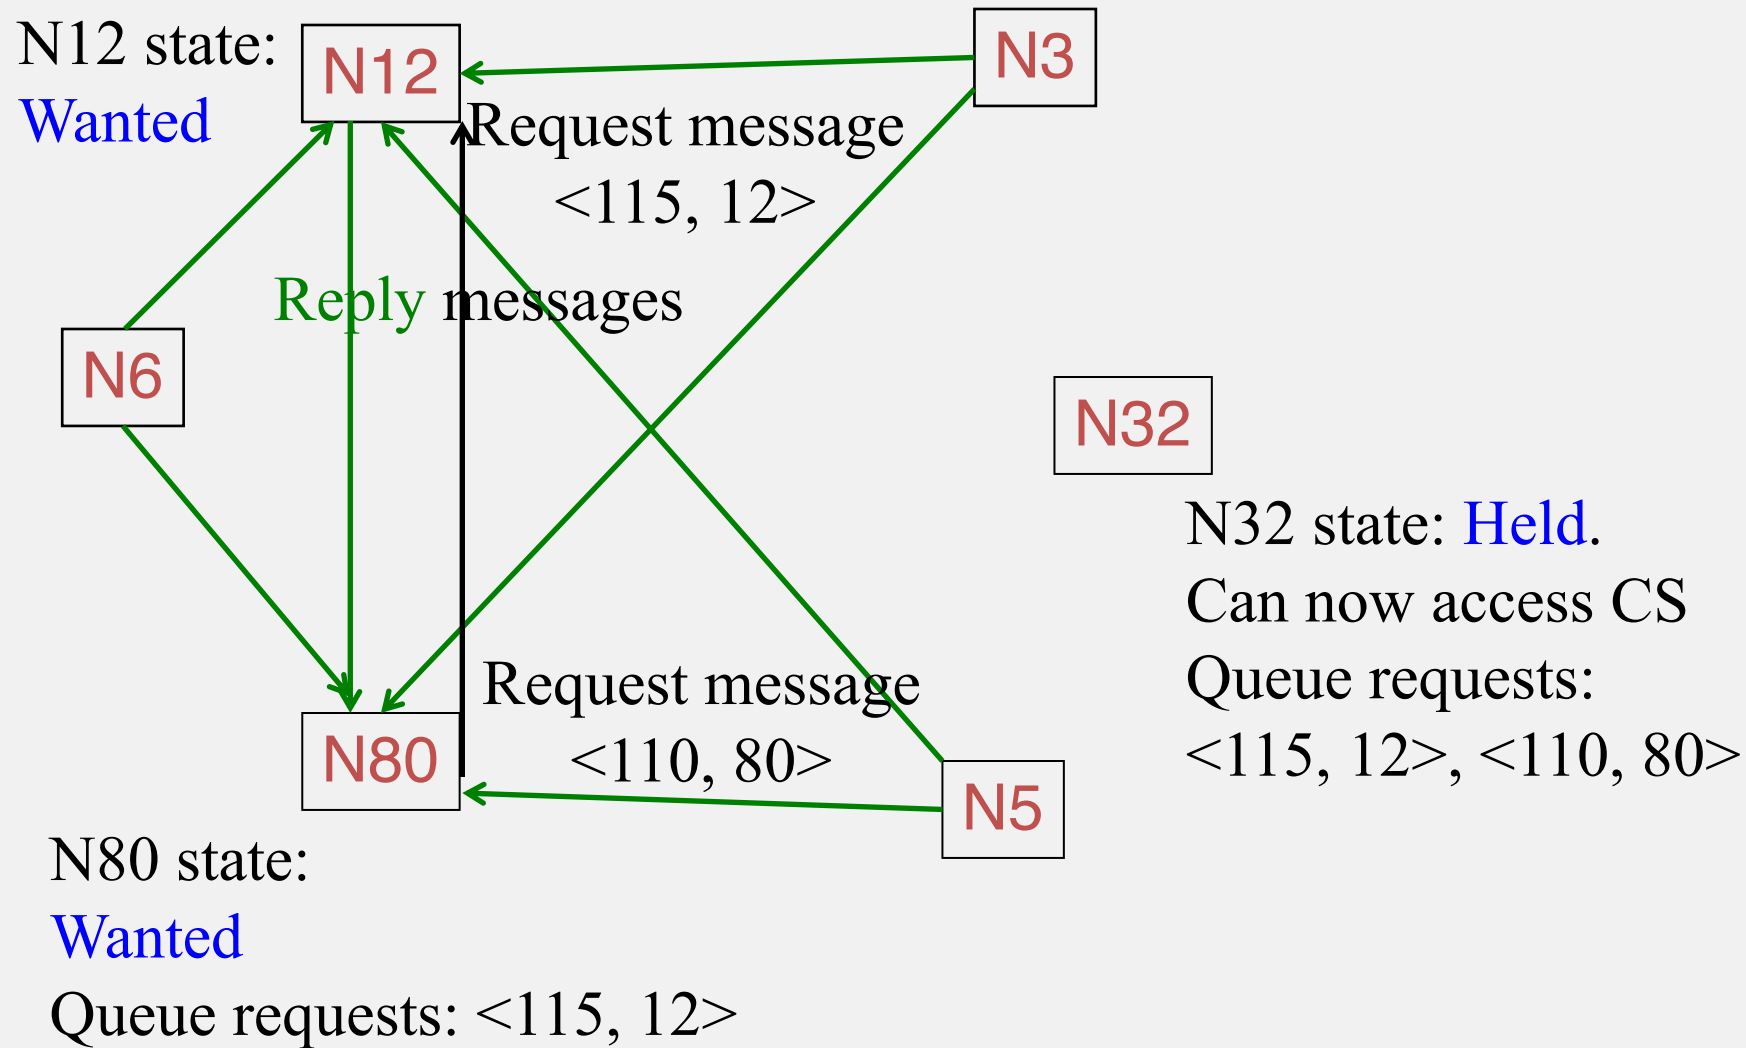 N12 state:
Wanted
N12
N3
Request message
<115, 12>
Reply messages
N6
N32
N32 state: Held.
Can now access CS
Queue requests:
<115, 12>, <110, 80>
Request message
<110, 80>
N80
N5
N80 state:
Wanted
Queue requests: <115, 12>